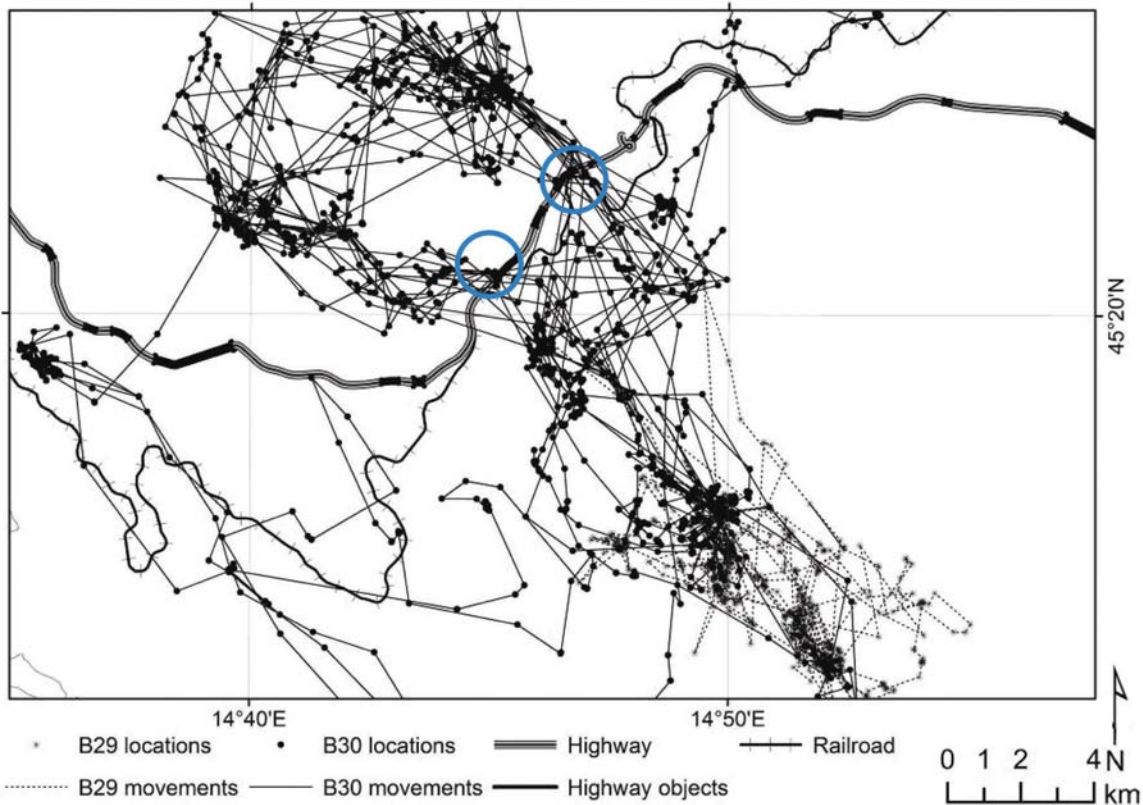 45°20'N
14°40'E 14°50'E
B29 locations B30 locations Highway Railroad
B29 movements B30 movements Highway objects
0 1 2 4 N
km